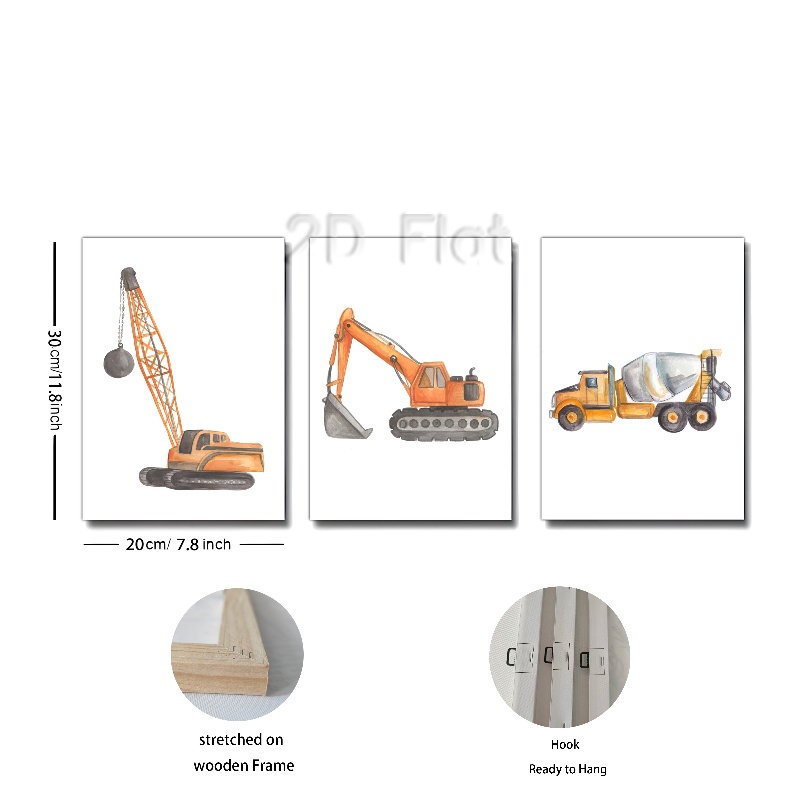 2D Flat
30cm/11.8inch
20cm/ 7.8 inch
stretched on
wooden Frame
Hook
Ready to Hang